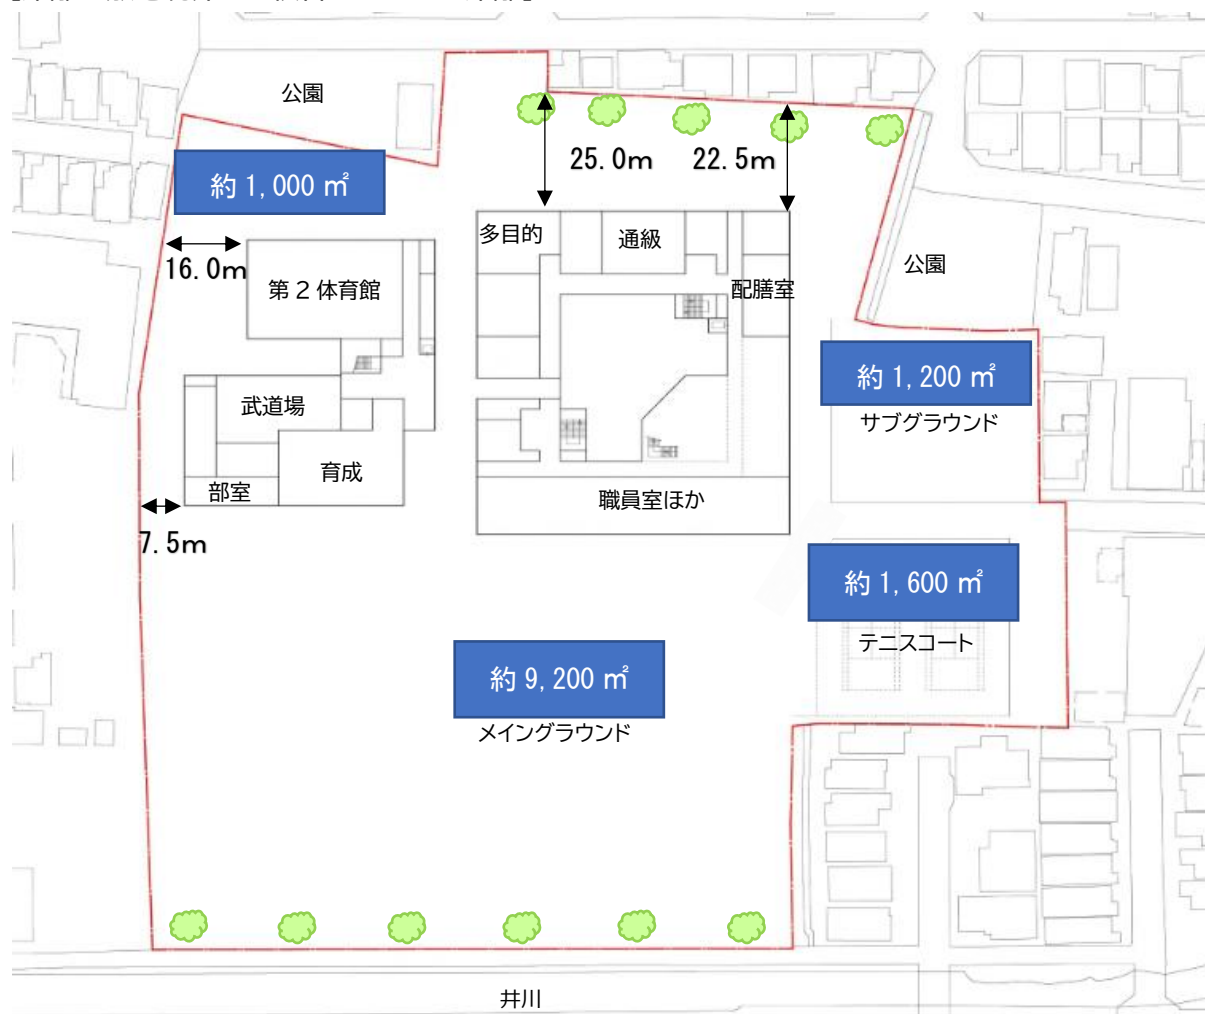 公園
25.0m
22.5m
約 1,000 ㎡
多目的
通級
16.0m
第 2 体育館
配膳室
公園
約 1,200 ㎡
サブグラウンド
武道場
育成
部室
職員室ほか
7.5m
約 1,600 ㎡
テニスコート
約 9,200 ㎡
メイングラウンド
井川